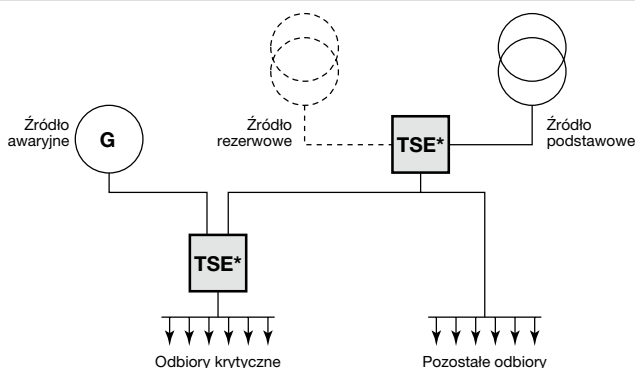 Źródło
awaryjne
G
Źródło
rezerwowe
TSE*
Źródło
podstawowe
TSE*
Odbiory krytyczne
Pozostałe odbiory